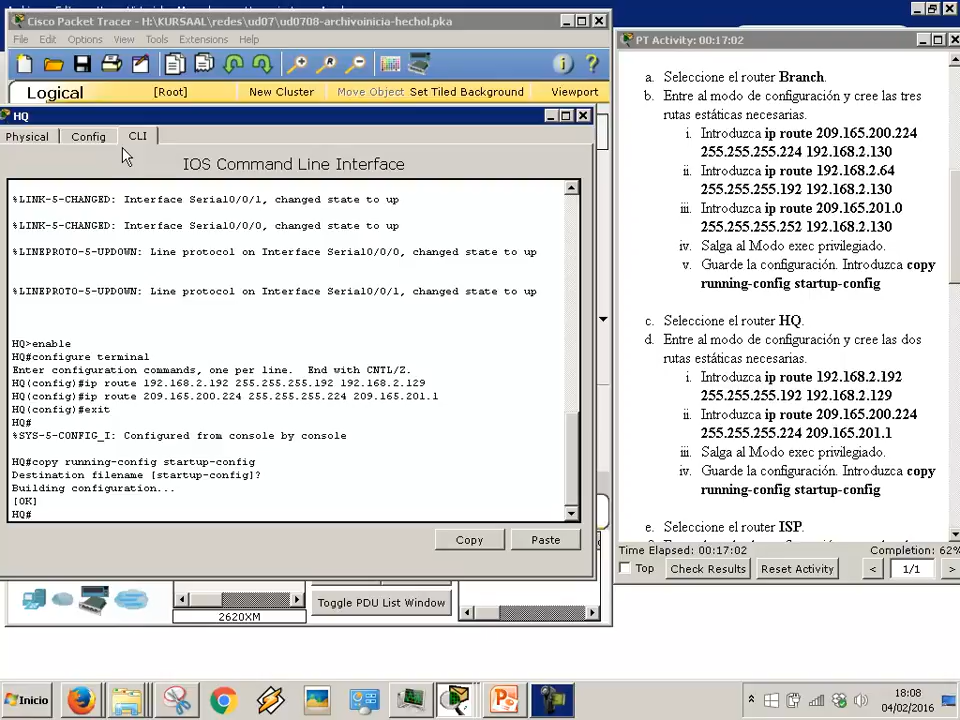 Cisco Packet Tracer - H:\KURSAAL\redes\ud07\ud0708-archivoinicia-hechol.pka
File Edit Options View Tools Extensions Help
Logical [Root] New Cluster Move Object Set Tiled Background Viewport
HQ
Physical Config CLI
IOS Command Line Interface
%LINK-5-CHANGED: Interface Serial0/0/1, changed state to up
%LINK-5-CHANGED: Interface Serial0/0/0, changed state to up
%LINEPROTO-5-UPDOWN: Line protocol on Interface Serial0/0/0, changed state to up
%LINEPROTO-5-UPDOWN: Line protocol on Interface Serial0/0/1, changed state to up
HQ>enable
HQ#configure terminal
Enter configuration commands, one per line. End with CNTL/Z.
HQ(config)#ip route 192.168.2.192 255.255.255.192 192.168.2.129
HQ(config)#ip route 209.165.200.224 255.255.255.224 209.165.201.1
HQ(config)#exit
HQ#
%SYS-5-CONFIG_I: Configured from console by console
HQ#copy running-config startup-config
Destination filename [startup-config]?
Building configuration...
[OK]
HQ#
Copy Paste
Toggle PDU List Window
2620XM
PT Activity: 00:17:02
a. Seleccione el router Branch.
b. Entre al modo de configuración y cree las tres
rutas estáticas necesarias.
i. Introduzca ip route 209.165.200.224
255.255.255.224 192.168.2.130
ii. Introduzca ip route 192.168.2.64
255.255.255.192 192.168.2.130
iii. Introduzca ip route 209.165.201.0
255.255.255.252 192.168.2.130
iv. Salga al Modo exec privilegiado.
v. Guarde la configuración. Introduzca copy
running-config startup-config
c. Seleccione el router HQ.
d. Entre al modo de configuración y cree las dos
rutas estáticas necesarias.
i. Introduzca ip route 192.168.2.192
255.255.255.192 192.168.2.129
ii. Introduzca ip route 209.165.200.224
255.255.255.224 209.165.201.1
iii. Salga al Modo exec privilegiado.
iv. Guarde la configuración. Introduzca copy
running-config startup-config
e. Seleccione el router ISP.
Time Elapsed: 00:17:02 Completion: 62%
Top Check Results Reset Activity < 1/1 >
Inicio
18:08
04/02/2016